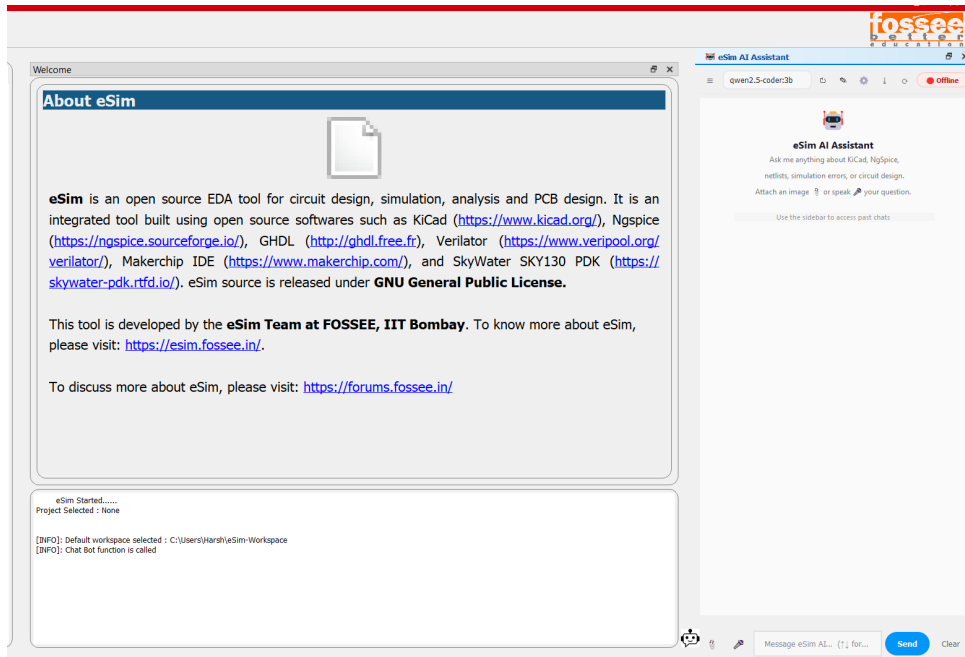 fossee
better
education
Welcome
About eSim
eSim is an open source EDA tool for circuit design, simulation, analysis and PCB design. It is an
integrated tool built using open source softwares such as KiCad (https://www.kicad.org/), Ngspice
(https://ngspice.sourceforge.io/), GHDL (http://ghdl.free.fr), Verilator (https://www.veripool.org/
verilator/), Makerchip IDE (https://www.makerchip.com/), and SkyWater SKY130 PDK (https://
skywater-pdk.rtfd.io/). eSim source is released under GNU General Public License.
This tool is developed by the eSim Team at FOSSEE, IIT Bombay. To know more about eSim,
please visit: https://esim.fossee.in/.
To discuss more about eSim, please visit: https://forums.fossee.in/
eSim Started......
Project Selected : None
[INFO]: Default workspace selected : C:\Users\Harsh\eSim-Workspace
[INFO]: Chat Bot function is called
eSim AI Assistant
qwen2.5-coder:3b
Offline
eSim AI Assistant
Ask me anything about KiCad, NgSpice,
netlists, simulation errors, or circuit design.
Attach an image or speak your question.
Use the sidebar to access past chats
Message eSim AI... (↑↓ for...
Send
Clear